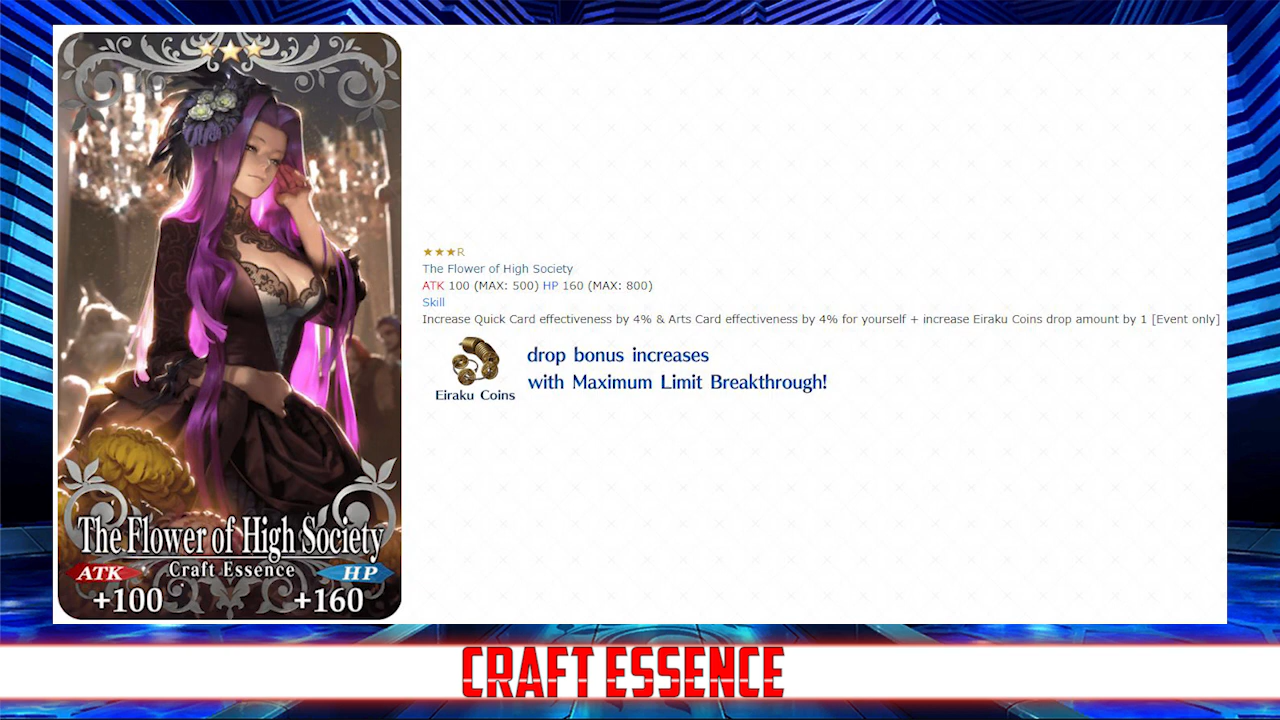 The Flower of High Society
Craft Essence
ATK
HP
+100
+160
★★★R
The Flower of High Society
ATK 100 (MAX: 500) HP 160 (MAX: 800)
Skill
Increase Quick Card effectiveness by 4% & Arts Card effectiveness by 4% for yourself + increase Eiraku Coins drop amount by 1 [Event only]
drop bonus increases
with Maximum Limit Breakthrough!
Eiraku Coins
CRAFT ESSENCE